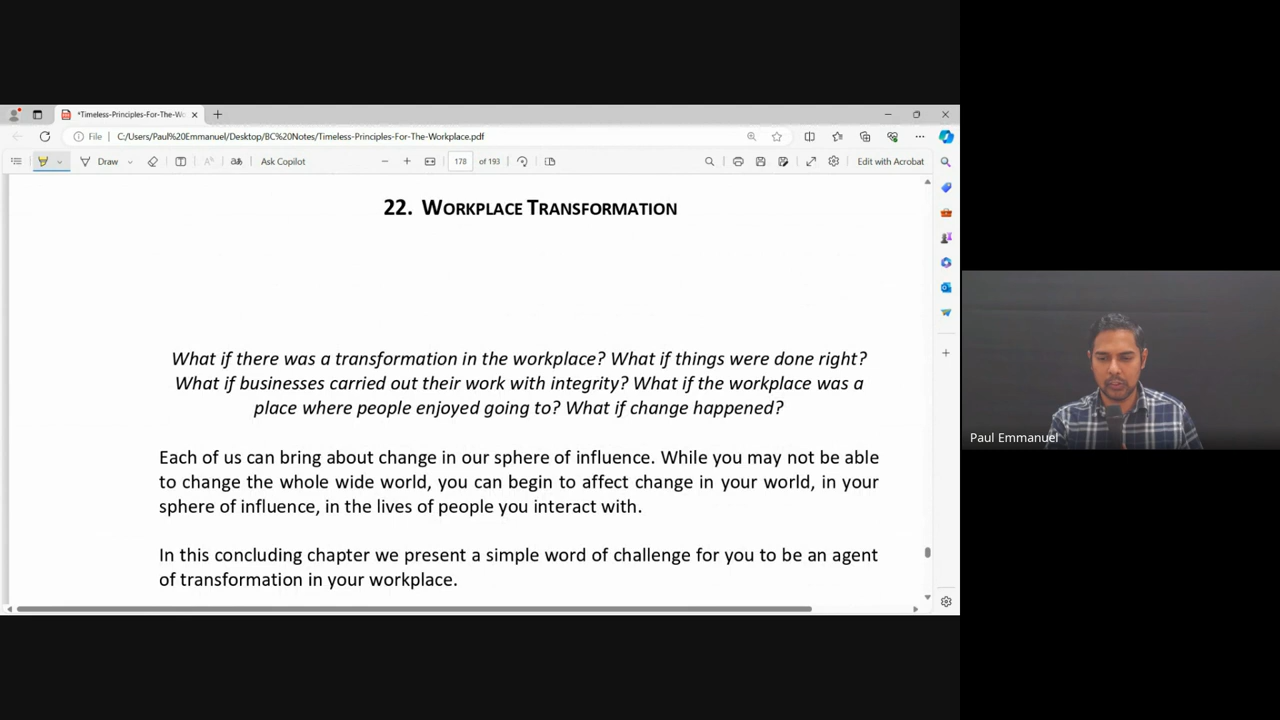 *Timeless-Principles-For-The-Wo
File
C:/Users/Paul%20Emmanuel/Desktop/BC%20Notes/Timeless-Principles-For-The-Workplace.pdf
Draw
Ask Copilot
178 of 193
Edit with Acrobat
22. WORKPLACE TRANSFORMATION
What if there was a transformation in the workplace? What if things were done right?
What if businesses carried out their work with integrity? What if the workplace was a
place where people enjoyed going to? What if change happened?
Each of us can bring about change in our sphere of influence. While you may not be able
to change the whole wide world, you can begin to affect change in your world, in your
sphere of influence, in the lives of people you interact with.
In this concluding chapter we present a simple word of challenge for you to be an agent
of transformation in your workplace.
Paul Emmanuel